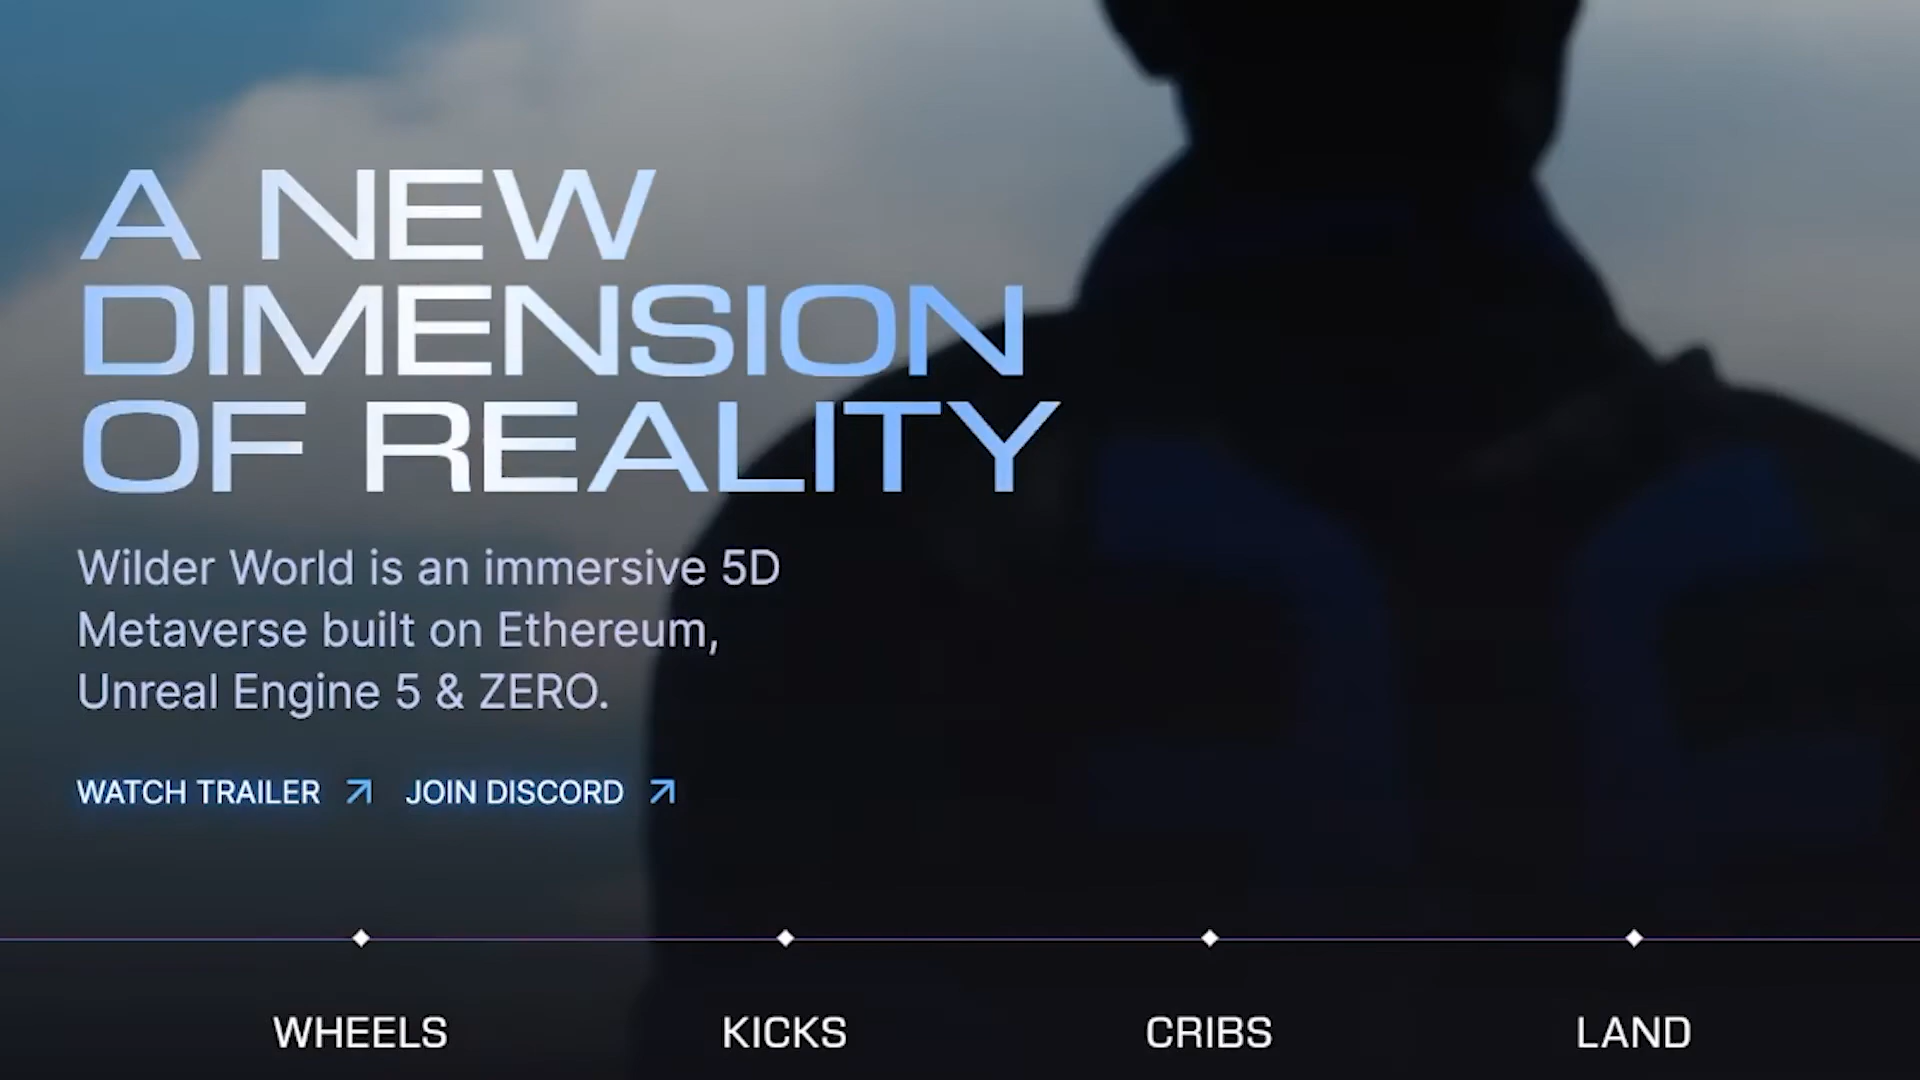 A NEW
DIMENSION
OF REALITY
Wilder World is an immersive 5D
Metaverse built on Ethereum,
Unreal Engine 5 & ZERO.
WATCH TRAILER JOIN DISCORD
WHEELS KICKS CRIBS LAND